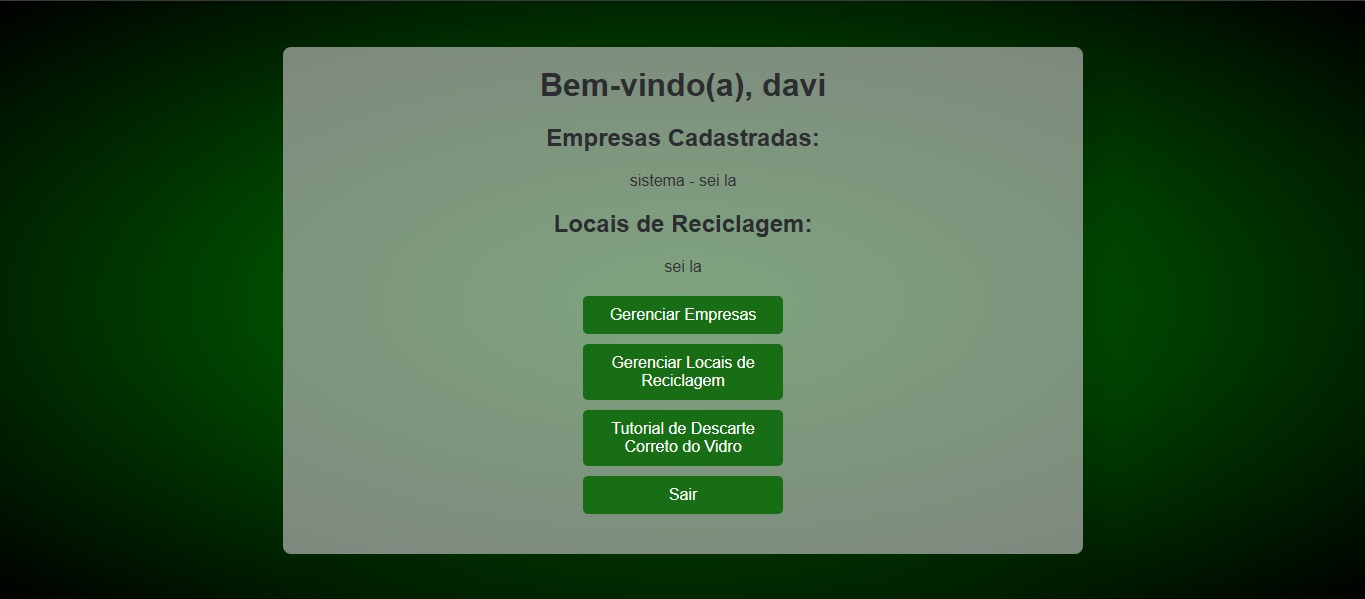 Bem-vindo(a), davi
Empresas Cadastradas:
sistema - sei la
Locais de Reciclagem:
sei la
Gerenciar Empresas
Gerenciar Locais de
Reciclagem
Tutorial de Descarte
Correto do Vidro
Sair